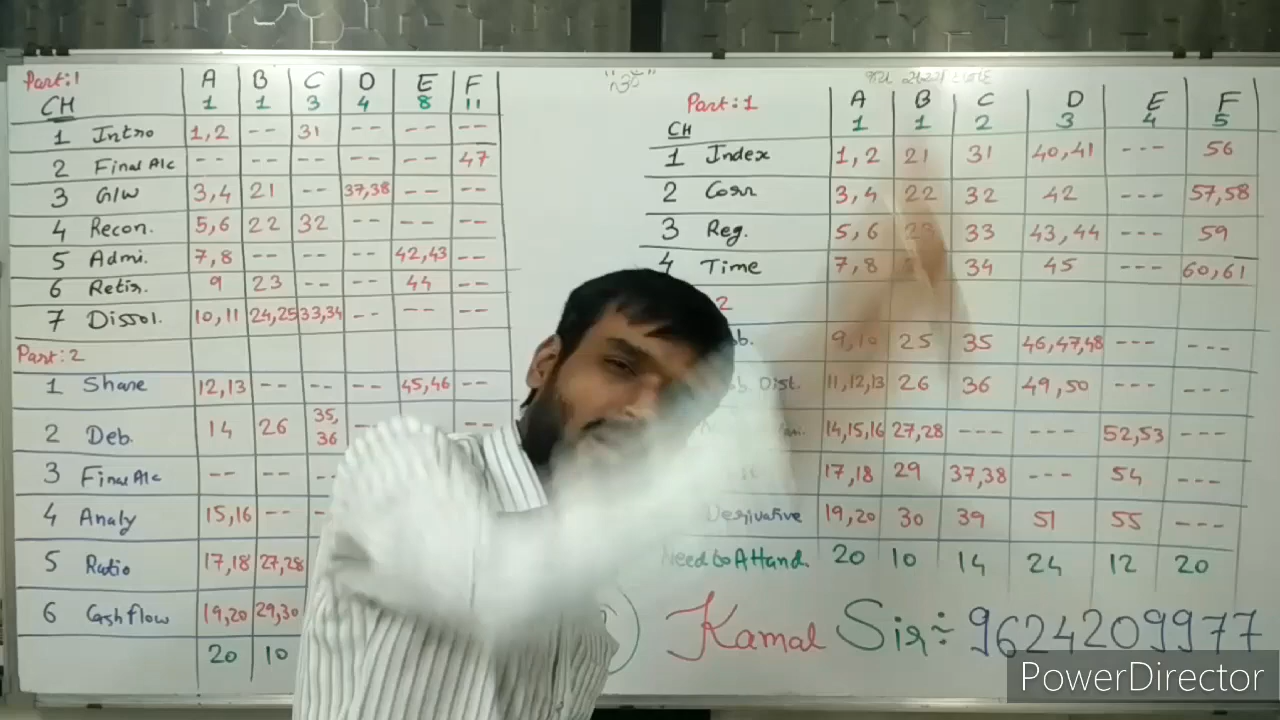 Part:1 A B C D E F
CH 1 1 3 4 8 11
1 Intro 1,2 -- 31 -- -- --
2 Final A/c -- -- -- -- -- 47
3 G/W 3,4 21 -- 37,38 -- --
4 Recon. 5,6 22 32 -- -- --
5 Admi. 7,8 -- -- -- 42,43 --
6 Retir. 9 23 -- -- 44 --
7 Dissol. 10,11 24,25 33,34 -- -- --
Part:2
1 Share 12,13 -- -- -- 45,46 --
2 Deb. 14 26 35, 36 -- --
3 Final A/c -- --
4 Analy 15,16 --
5 Ratio 17,18 27,28
6 Cashflow 19,20 29,30
20 10
Part:1 A B C D E F
CH 1 1 2 3 4 5
1 Index 1,2 21 31 40,41 --- 56
2 Corr 3,4 22 32 42 --- 57,58
3 Reg. 5,6 23 33 43,44 --- 59
4 Time 7,8 34 45 --- 60,61
2
9,10 25 35 46,47,48 --- ---
Dist. 11,12,13 26 36 49,50 --- ---
14,15,16 27,28 --- --- 52,53 ---
17,18 29 37,38 --- 54
Derivative 19,20 30 39 51 55 ---
Need to Attend. 20 10 14 24 12 20
Kamal Sir:- 9624209977
PowerDirector